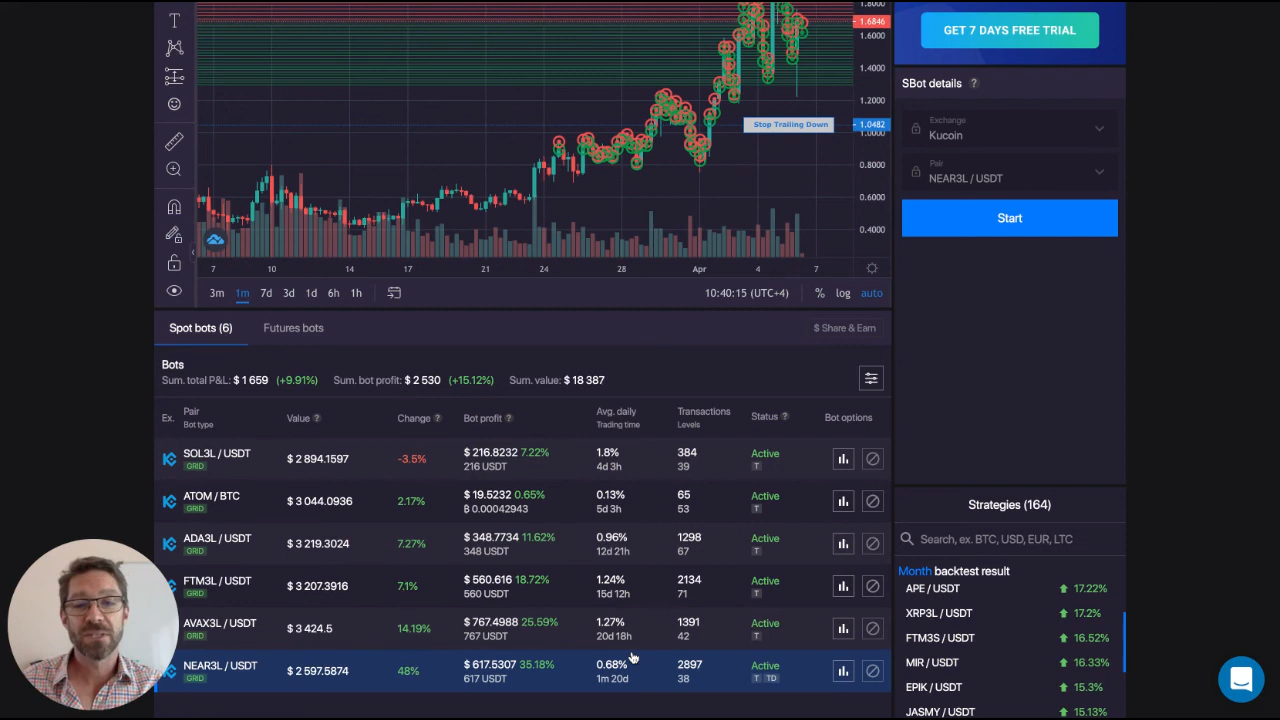 1.8000
1.6846
1.6000
1.4000
1.2000
Stop Trailing Down
1.0482
1.0000
0.8000
0.6000
0.4000
7 10 14 17 21 24 28 Apr 4 7
3m 1m 7d 3d 1d 6h 1h
10:40:15 (UTC+4) % log auto
GET 7 DAYS FREE TRIAL
SBot details ?
Exchange
Kucoin
Pair
NEAR3L / USDT
Start
Spot bots (6) Futures bots $ Share & Earn
Bots
Sum. total P&L: $ 1 659 (+9.91%) Sum. bot profit: $ 2 530 (+15.12%) Sum. value: $ 18 387
Ex. Pair Value ? Change ? Bot profit ? Avg. daily Transactions Status ? Bot options
Bot type Trading time Levels
SOL3L / USDT $ 2 894.1597 -3.5% $ 216.8232 7.22% 1.8% 384 Active
GRID 216 USDT 4d 3h 39 T
ATOM / BTC $ 3 044.0936 2.17% $ 19.5232 0.65% 0.13% 65 Active
GRID ₿ 0.00042943 5d 3h 53 T
ADA3L / USDT $ 3 219.3024 7.27% $ 348.7734 11.62% 0.96% 1298 Active
GRID 348 USDT 12d 21h 67 T
FTM3L / USDT $ 3 207.3916 7.1% $ 560.616 18.72% 1.24% 2134 Active
GRID 560 USDT 15d 12h 71 T
AVAX3L / USDT $ 3 424.5 14.19% $ 767.4988 25.59% 1.27% 1391 Active
GRID 767 USDT 20d 18h 42 T
NEAR3L / USDT $ 2 597.5874 48% $ 617.5307 35.18% 0.68% 2897 Active
GRID 617 USDT 1m 20d 38 T TD
Strategies (164)
Search, ex. BTC, USD, EUR, LTC
Month backtest result
APE / USDT 17.22%
XRP3L / USDT 17.2%
FTM3S / USDT 16.52%
MIR / USDT 16.33%
EPIK / USDT 15.3%
JASMY / USDT 15.13%